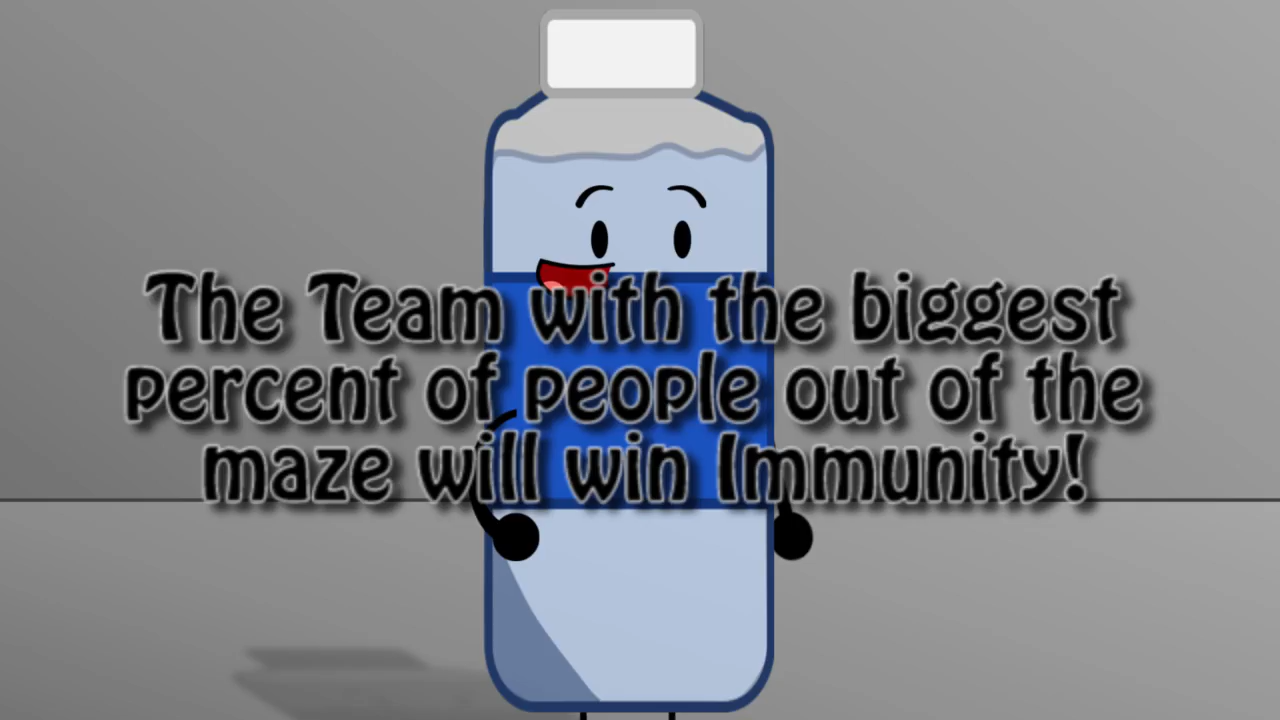 The Team with the biggest
percent of people out of the
maze will win Immunity!